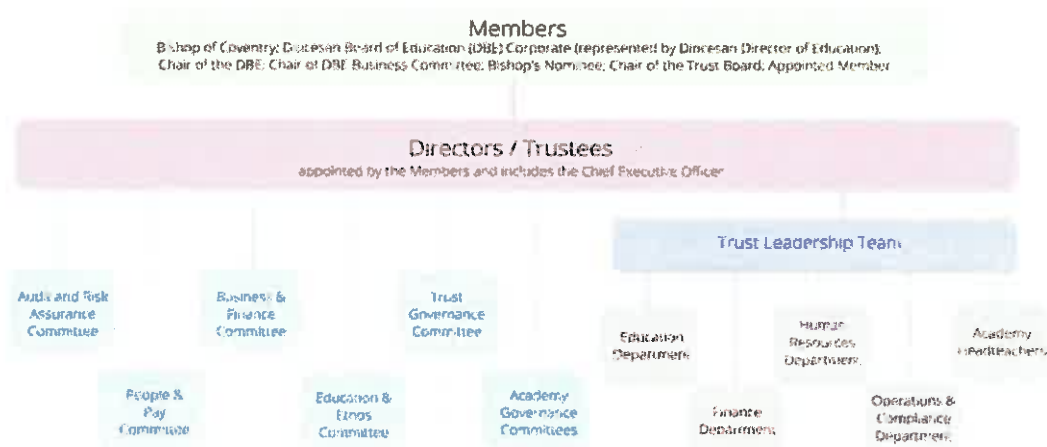 Members
Bishop of Coventry; Diocesan Board of Education (DBE) Corporate (represented by Diocesan Director of Education);
Chair of the DBE; Chair of DBE Business Committee; Bishop's Nominee; Chair of the Trust Board; Appointed Member
Directors / Trustees
appointed by the Members and includes the Chief Executive Officer
Trust Leadership Team
Audit and Risk
Assurance
Committee
Business &
Finance
Committee
Trust
Governance
Committee
Education
Department
Human
Resources
Department
Academy
Headteachers
People &
Pay
Committee
Education &
Ethos
Committee
Academy
Governance
Committees
Finance
Department
Operations &
Compliance
Department